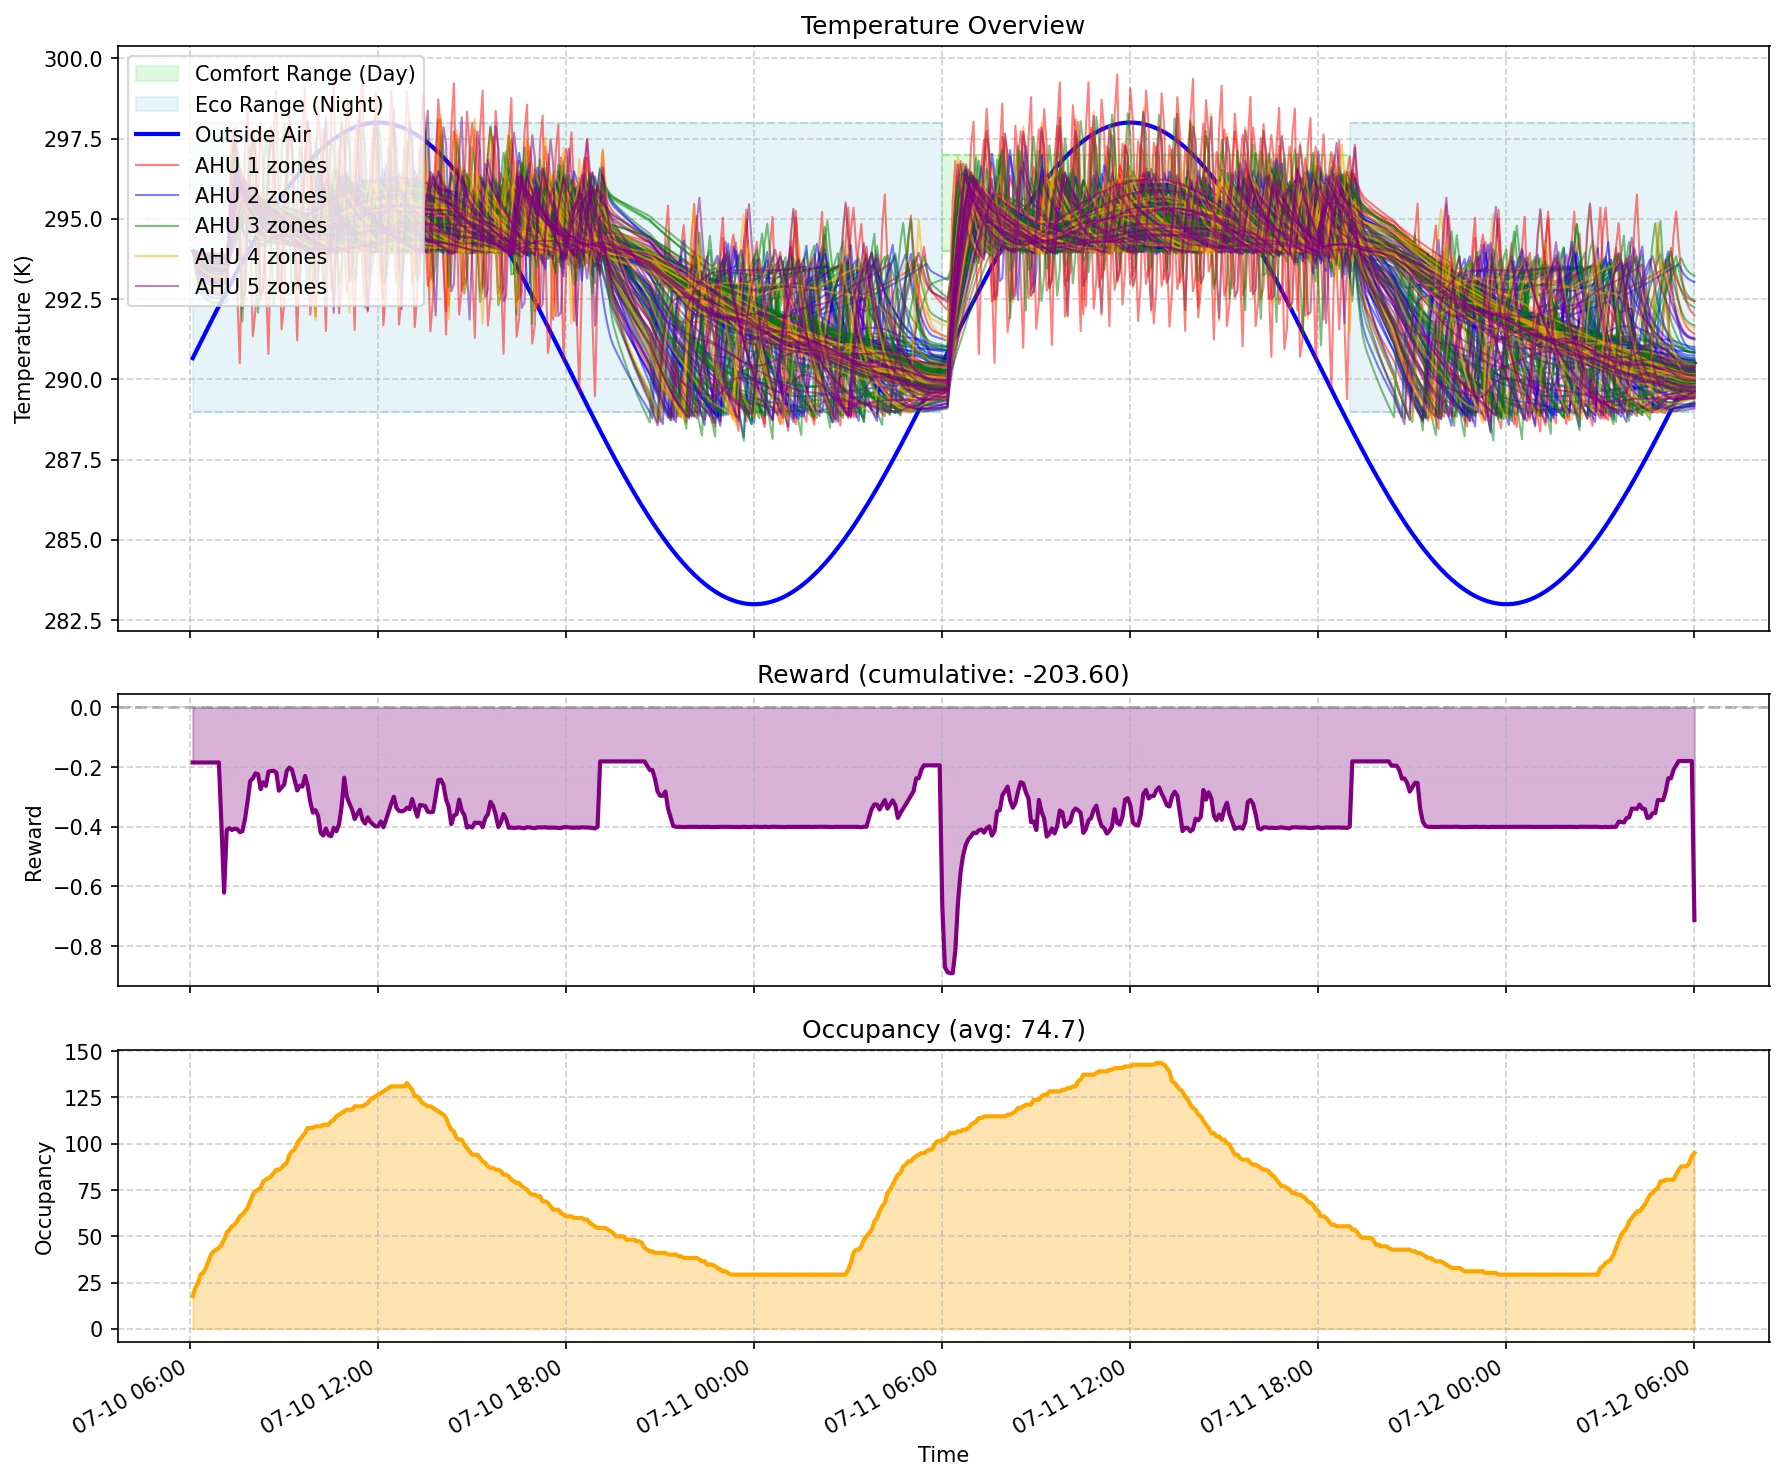 Temperature Overview
Temperature (K)
300.0
297.5
295.0
292.5
290.0
287.5
285.0
282.5
Comfort Range (Day)
Eco Range (Night)
Outside Air
AHU 1 zones
AHU 2 zones
AHU 3 zones
AHU 4 zones
AHU 5 zones
Reward (cumulative: -203.60)
Reward
0.0
−0.2
−0.4
−0.6
−0.8
Occupancy (avg: 74.7)
Occupancy
150
125
100
75
50
25
0
07-10 06:00
07-10 12:00
07-10 18:00
07-11 00:00
07-11 06:00
07-11 12:00
07-11 18:00
07-12 00:00
07-12 06:00
Time